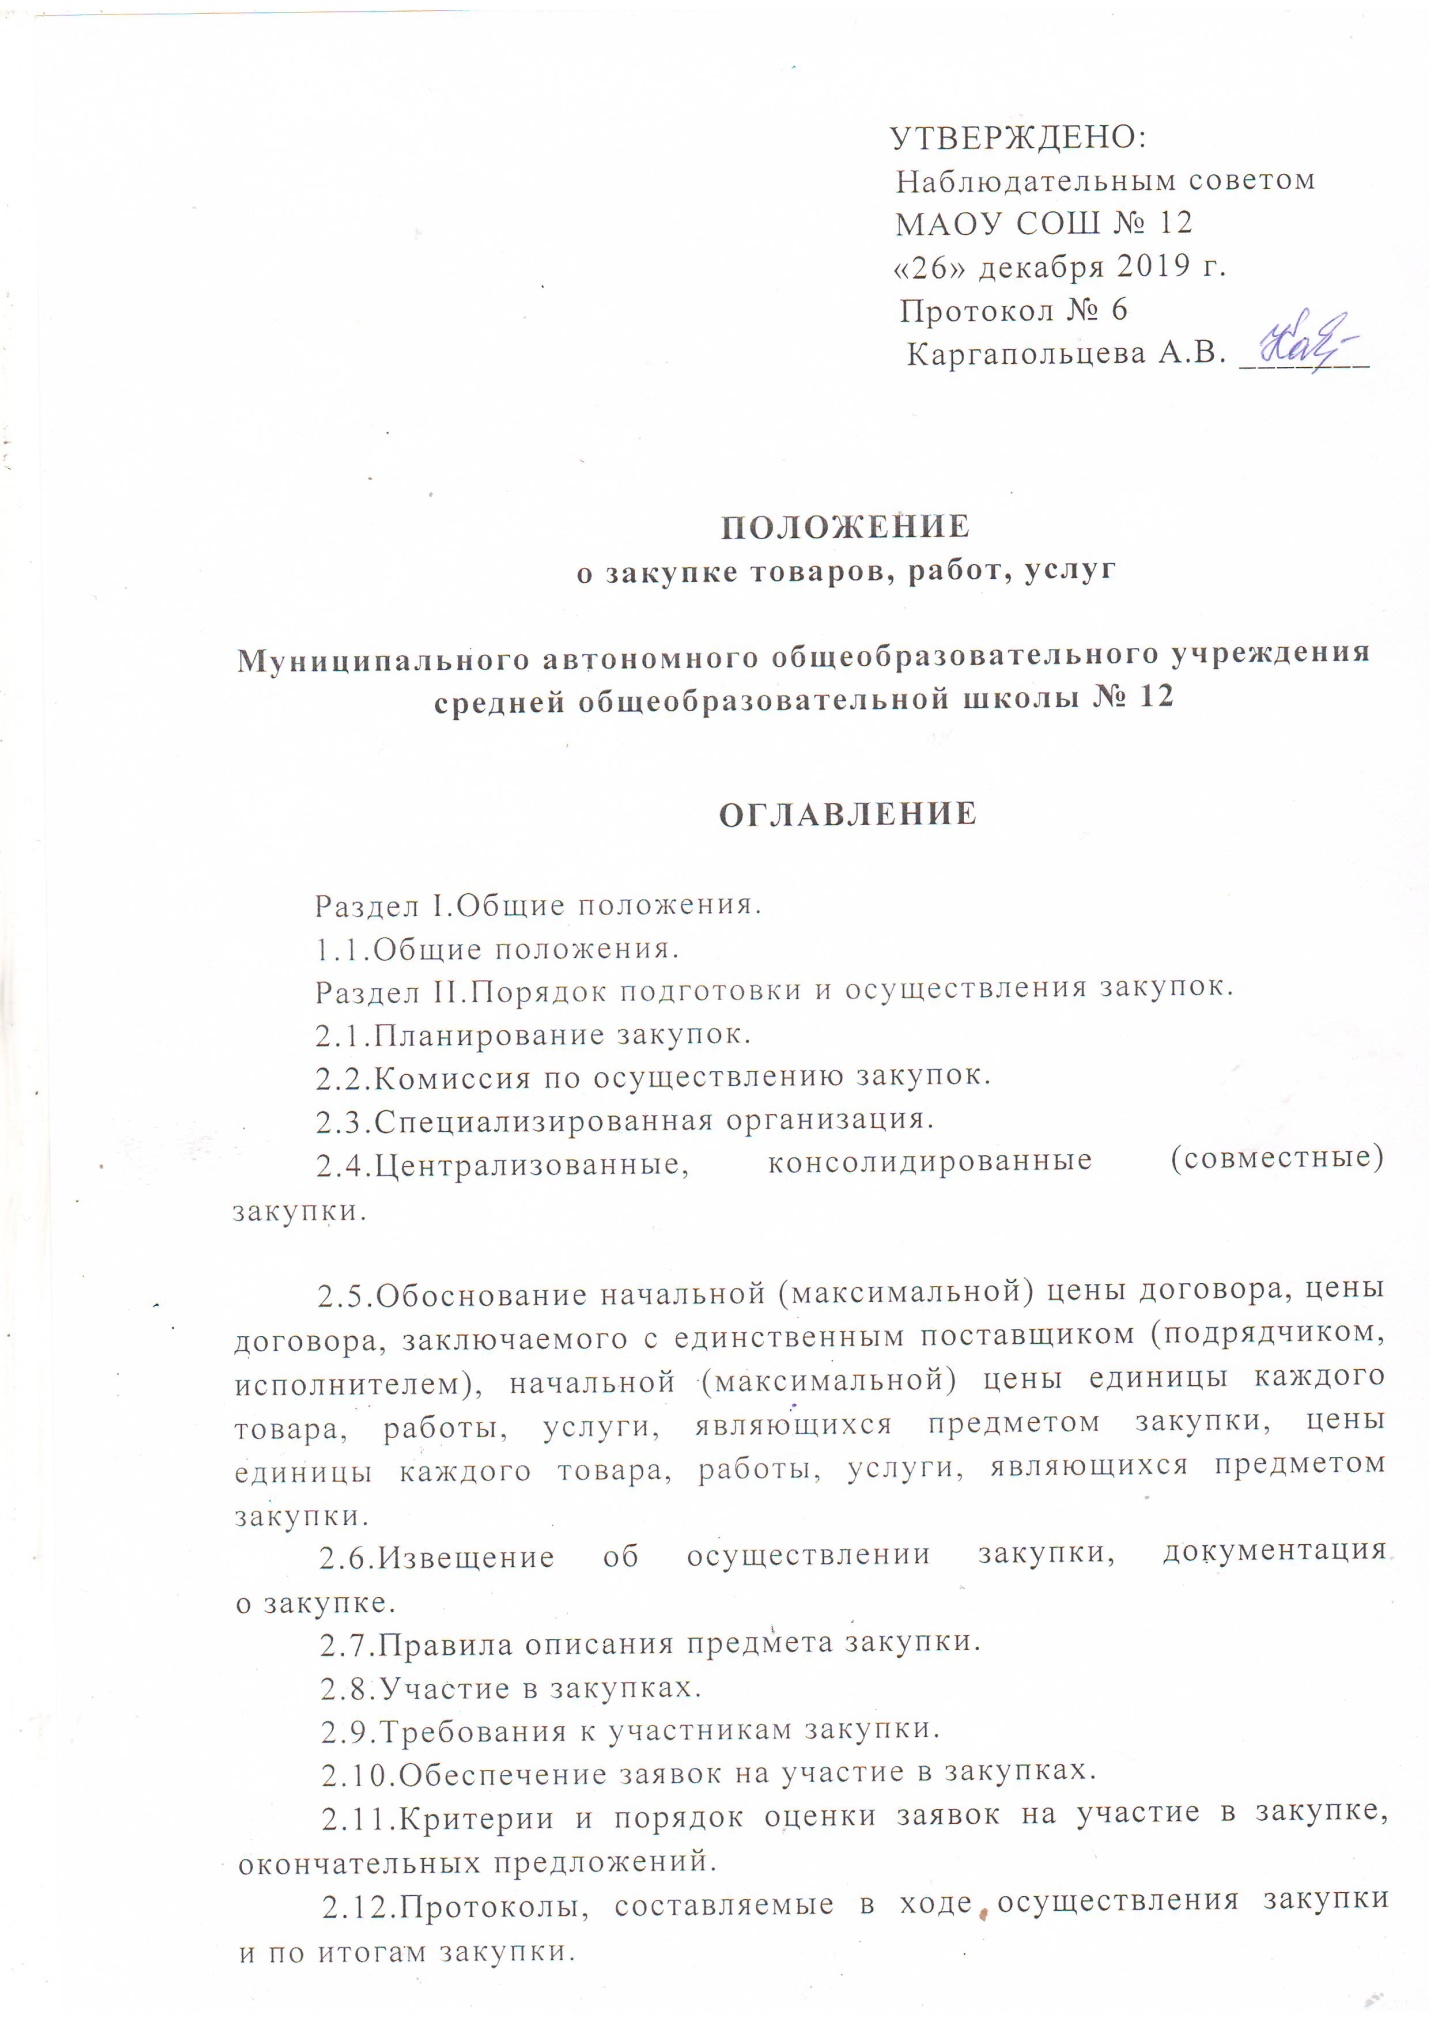 УТВЕРЖДЕНО:
Наблюдательным советом
МАОУ СОШ № 12
«26» декабря 2019 г.
Протокол № 6
Каргапольцева А.В. _______
ПОЛОЖЕНИЕ
о закупке товаров, работ, услуг
Муниципального автономного общеобразовательного учреждения
средней общеобразовательной школы № 12
ОГЛАВЛЕНИЕ
Раздел I.Общие положения.
1.1.Общие положения.
Раздел II.Порядок подготовки и осуществления закупок.
2.1.Планирование закупок.
2.2.Комиссия по осуществлению закупок.
2.3.Специализированная организация.
2.4.Централизованные, консолидированные (совместные)
закупки.
2.5.Обоснование начальной (максимальной) цены договора, цены
договора, заключаемого с единственным поставщиком (подрядчиком,
исполнителем), начальной (максимальной) цены единицы каждого
товара, работы, услуги, являющихся предметом закупки, цены
единицы каждого товара, работы, услуги, являющихся предметом
закупки.
2.6.Извещение об осуществлении закупки, документация
о закупке.
2.7.Правила описания предмета закупки.
2.8.Участие в закупках.
2.9.Требования к участникам закупки.
2.10.Обеспечение заявок на участие в закупках.
2.11.Критерии и порядок оценки заявок на участие в закупке,
окончательных предложений.
2.12.Протоколы, составляемые в ходе осуществления закупки
и по итогам закупки.